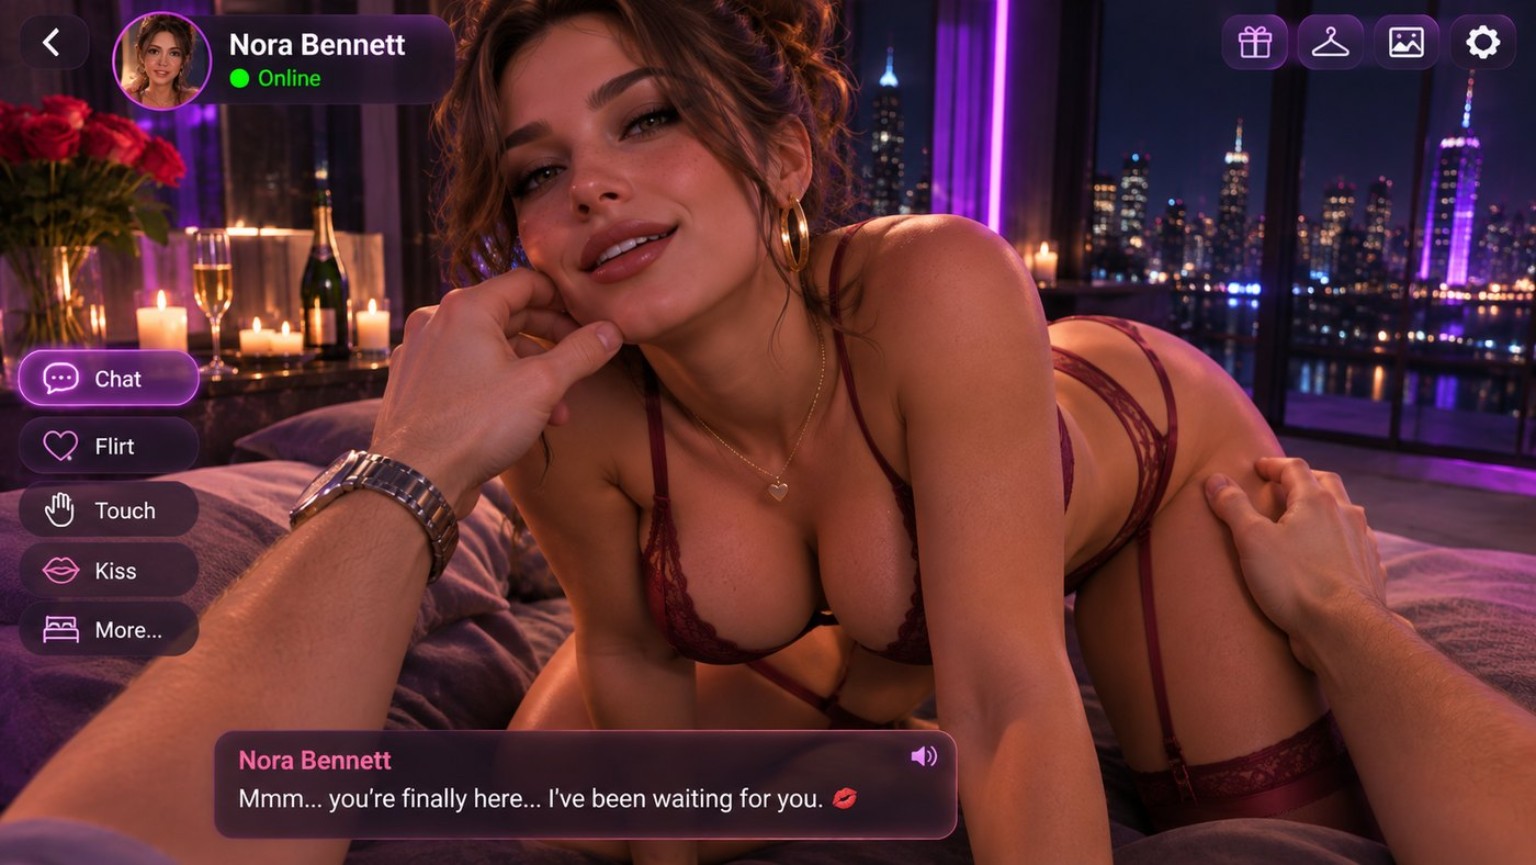 Nora Bennett
Online
Chat
Flirt
Touch
Kiss
More...
Nora Bennett
Mmm... you're finally here... I've been waiting for you. 💋